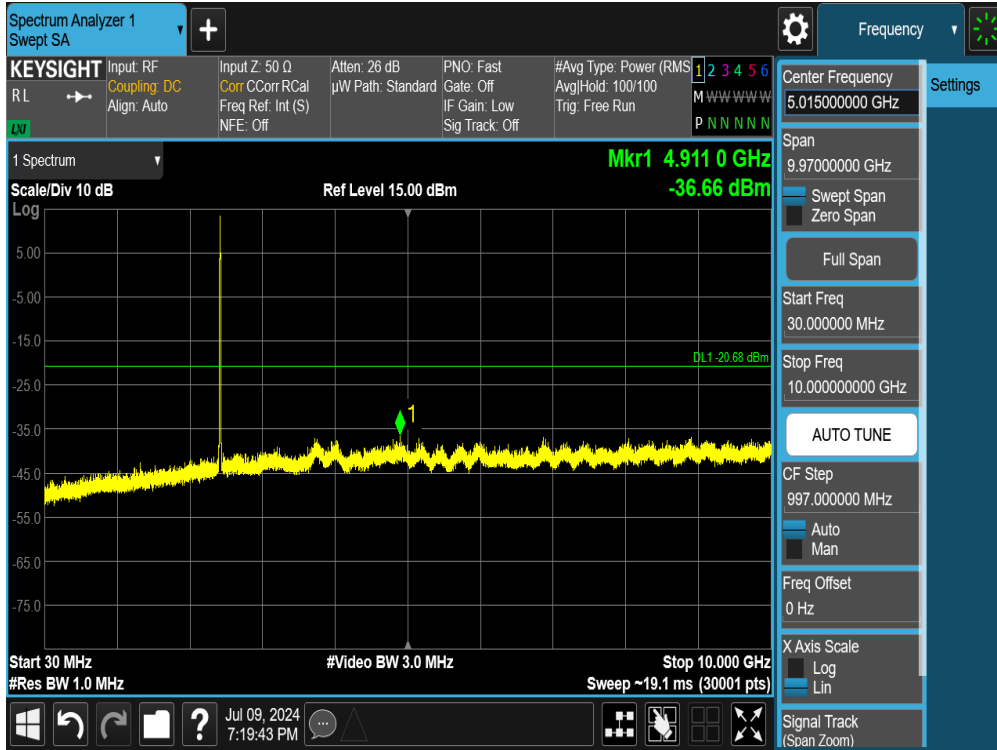 Spectrum Analyzer 1
Swept SA
+
Frequency
KEYSIGHT
R L
LXI
Input: RF
Coupling: DC
Align: Auto
Input Z: 50 Ω
Corr CCorr RCal
Freq Ref: Int (S)
NFE: Off
Atten: 26 dB
µW Path: Standard
PNO: Fast
Gate: Off
IF Gain: Low
Sig Track: Off
#Avg Type: Power (RMS
Avg|Hold: 100/100
Trig: Free Run
1 2 3 4 5 6
M W W W W W
P N N N N N
1 Spectrum
Mkr1 4.911 0 GHz
Scale/Div 10 dB
Ref Level 15.00 dBm
-36.66 dBm
Log
5.00
-5.00
-15.0
DL1 -20.68 dBm
-25.0
1
-35.0
-45.0
-55.0
-65.0
-75.0
Start 30 MHz
#Video BW 3.0 MHz
Stop 10.000 GHz
#Res BW 1.0 MHz
Sweep ~19.1 ms (30001 pts)
Center Frequency
5.015000000 GHz
Settings
Span
9.97000000 GHz
Swept Span
Zero Span
Full Span
Start Freq
30.000000 MHz
Stop Freq
10.000000000 GHz
AUTO TUNE
CF Step
997.000000 MHz
Auto
Man
Freq Offset
0 Hz
X Axis Scale
Log
Lin
Signal Track
(Span Zoom)
?
Jul 09, 2024
7:19:43 PM